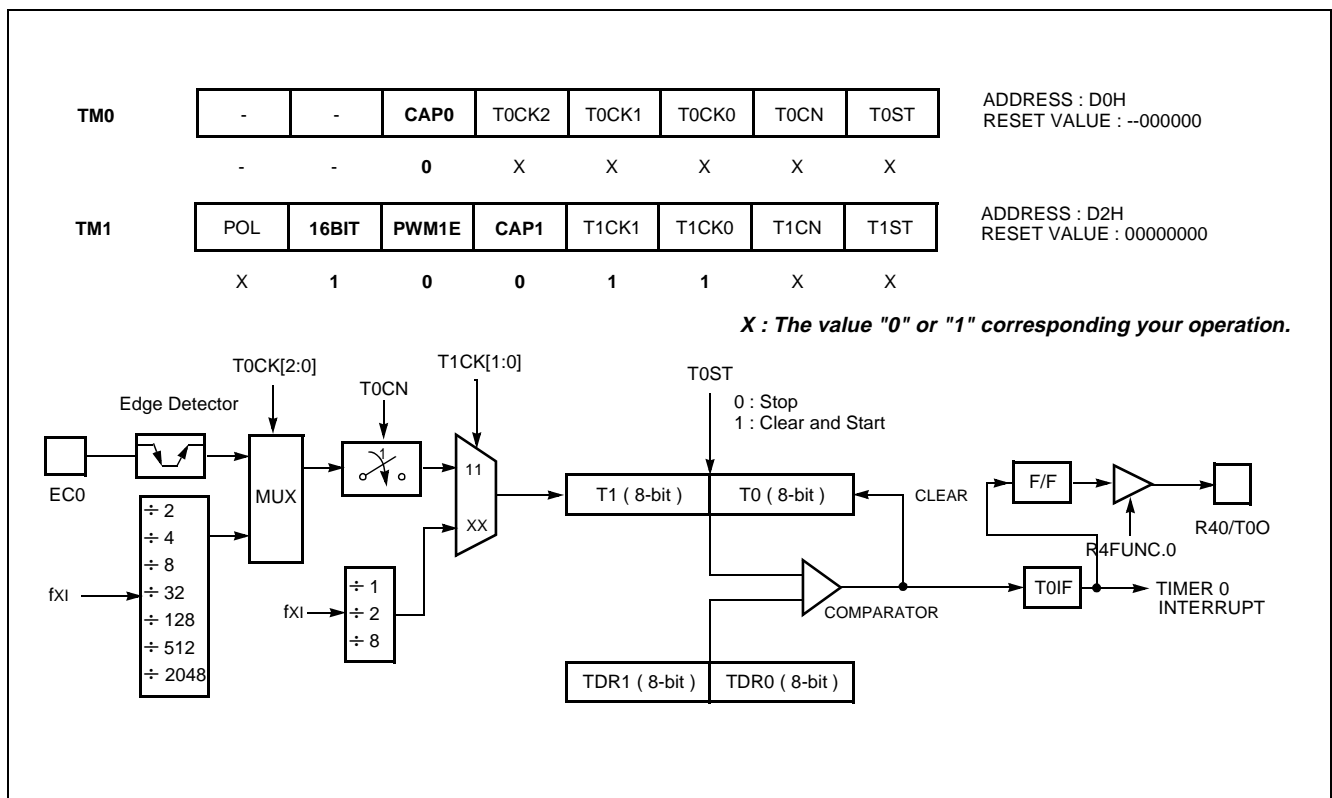 TM0 - - CAP0 T0CK2 T0CK1 T0CK0 T0CN T0ST
ADDRESS : D0H
RESET VALUE : --000000
- - 0 X X X X X
TM1 POL 16BIT PWM1E CAP1 T1CK1 T1CK0 T1CN T1ST
ADDRESS : D2H
RESET VALUE : 00000000
X 1 0 0 1 1 X X
X : The value "0" or "1" corresponding your operation.
T0CK[2:0]
T0CN
T1CK[1:0]
T0ST
0 : Stop
1 : Clear and Start
Edge Detector
EC0
MUX
1
11
XX
T1 ( 8-bit )
T0 ( 8-bit )
CLEAR
F/F
R40/T0O
R4FUNC.0
fXI
÷ 2
÷ 4
÷ 8
÷ 32
÷ 128
÷ 512
÷ 2048
fXI
÷ 1
÷ 2
÷ 8
COMPARATOR
T0IF
TIMER 0
INTERRUPT
TDR1 ( 8-bit )
TDR0 ( 8-bit )